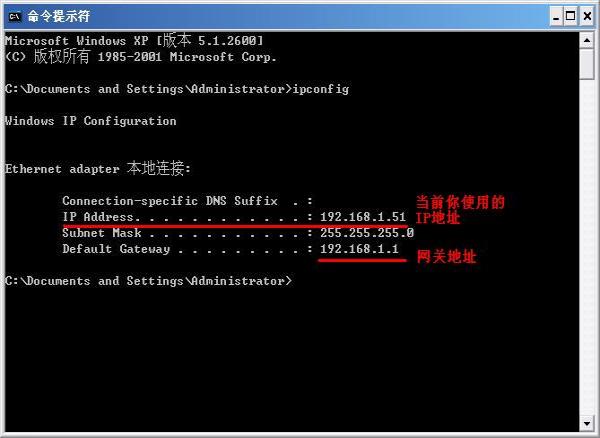 命令提示符
Microsoft Windows XP [版本 5.1.2600]
(C) 版权所有 1985-2001 Microsoft Corp.
C:\Documents and Settings\Administrator>ipconfig
Windows IP Configuration
Ethernet adapter 本地连接:
Connection-specific DNS Suffix  . :
IP Address. . . . . . . . . . . . : 192.168.1.51
Subnet Mask . . . . . . . . . . . : 255.255.255.0
Default Gateway . . . . . . . . . : 192.168.1.1
当前你使用的
IP地址
网关地址
C:\Documents and Settings\Administrator>